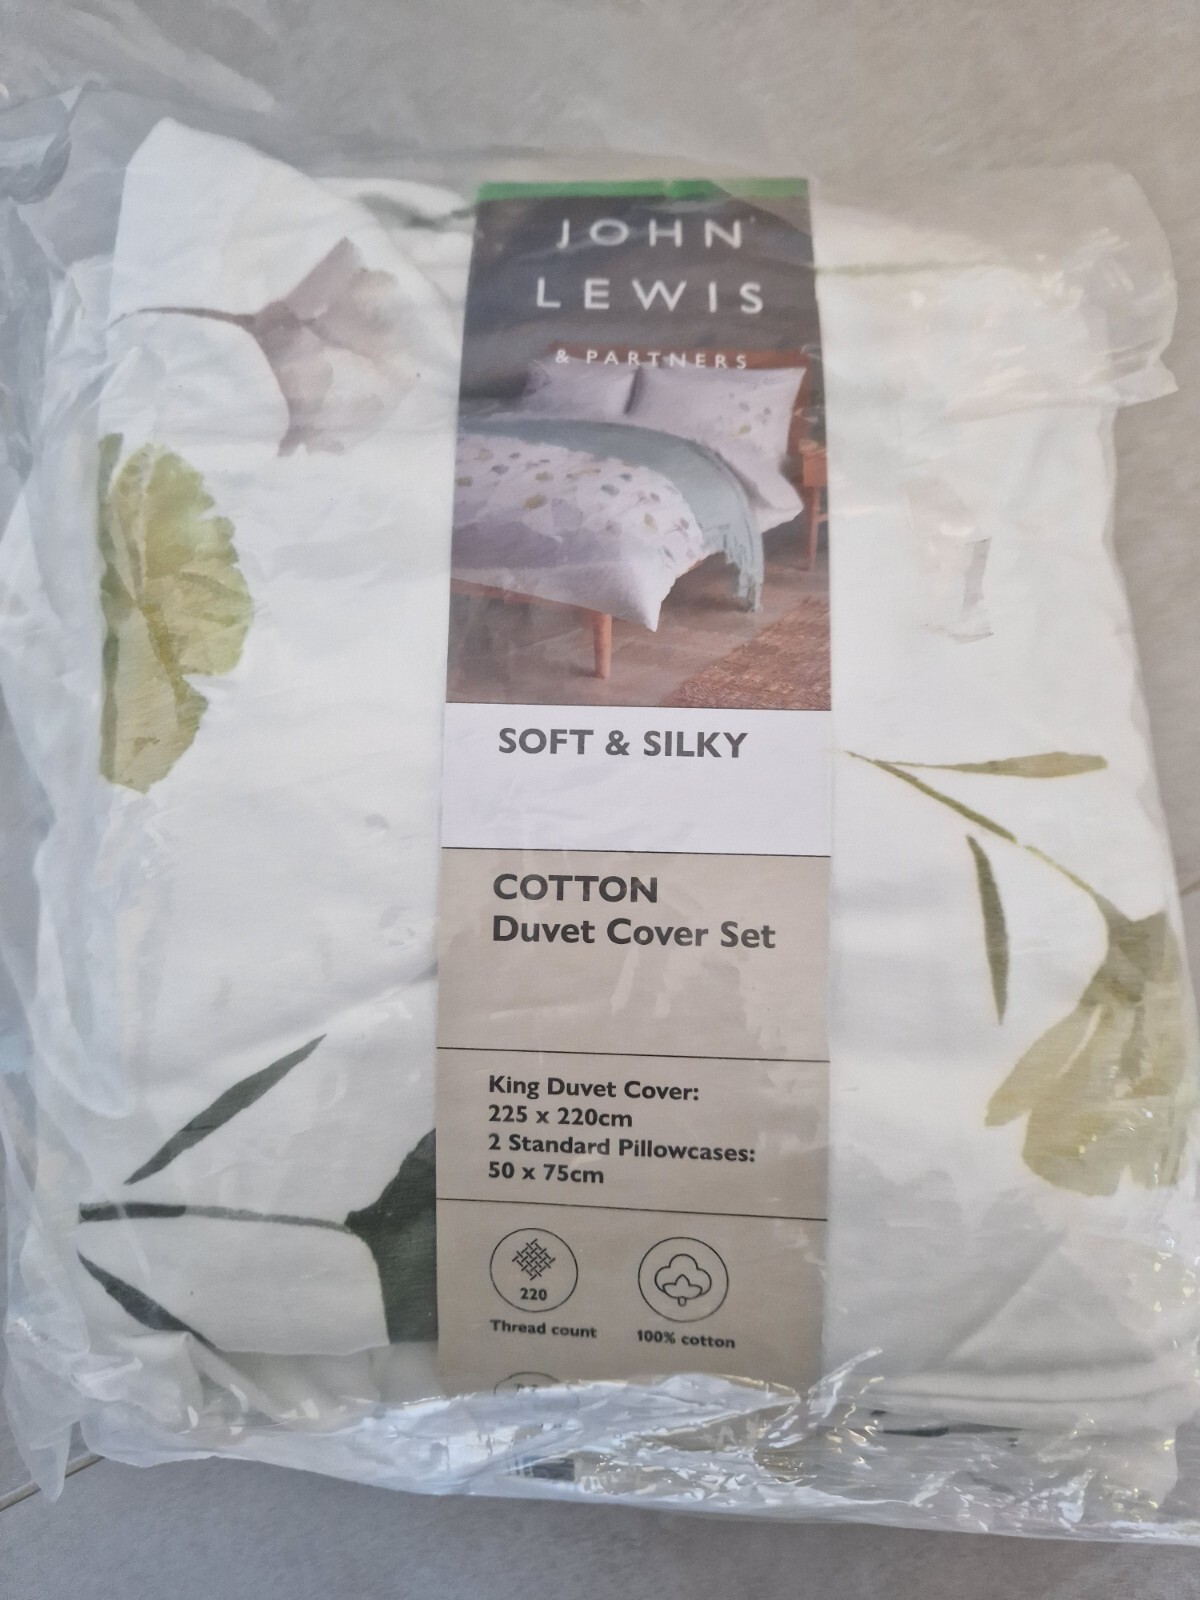 JOHN
LEWIS
& PARTNERS
SOFT & SILKY
COTTON
Duvet Cover Set
King Duvet Cover:
225 x 220cm
2 Standard Pillowcases:
50 x 75cm
220
Thread count
100% cotton